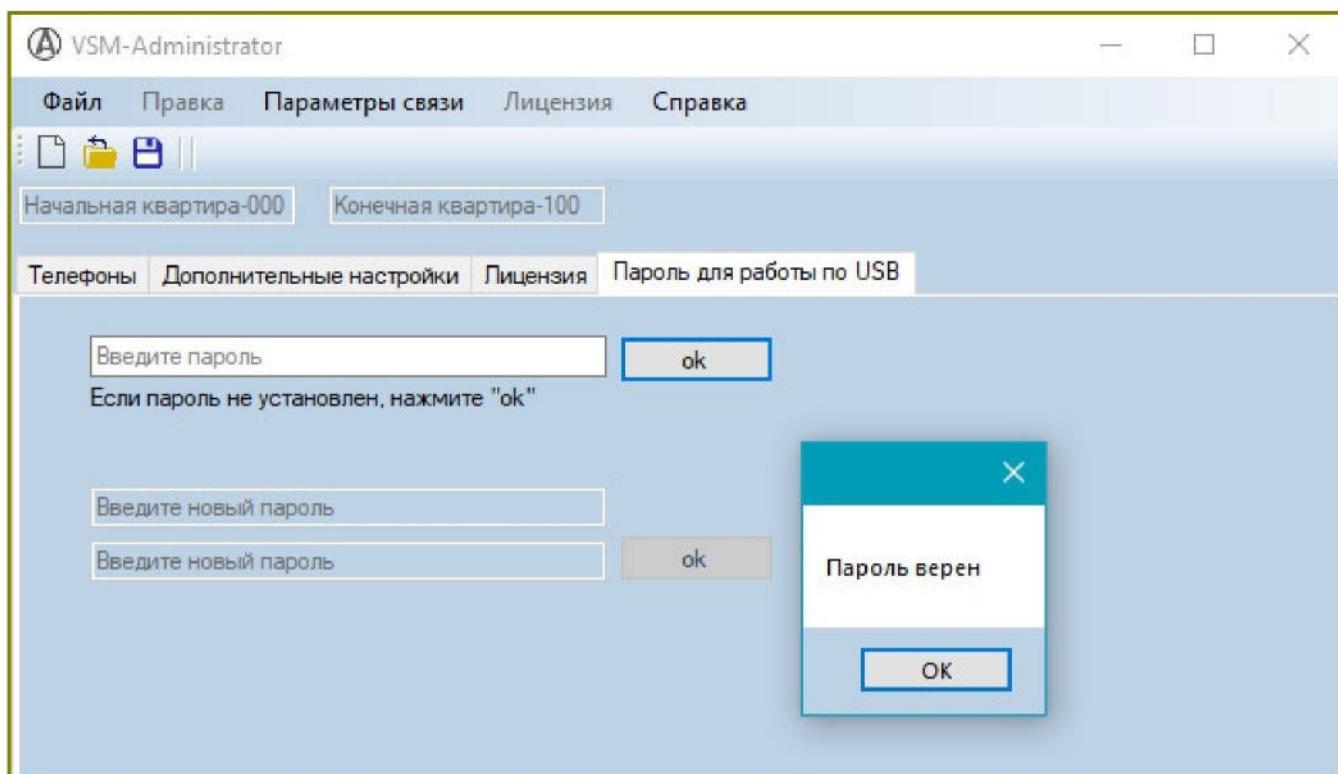 VSM-Administrator
Файл Правка Параметры связи Лицензия Справка
Начальная квартира-000 Конечная квартира-100
Телефоны Дополнительные настройки Лицензия Пароль для работы по USB
Введите пароль ok
Если пароль не установлен, нажмите "ok"
Введите новый пароль
Введите новый пароль ok
Пароль верен
OK